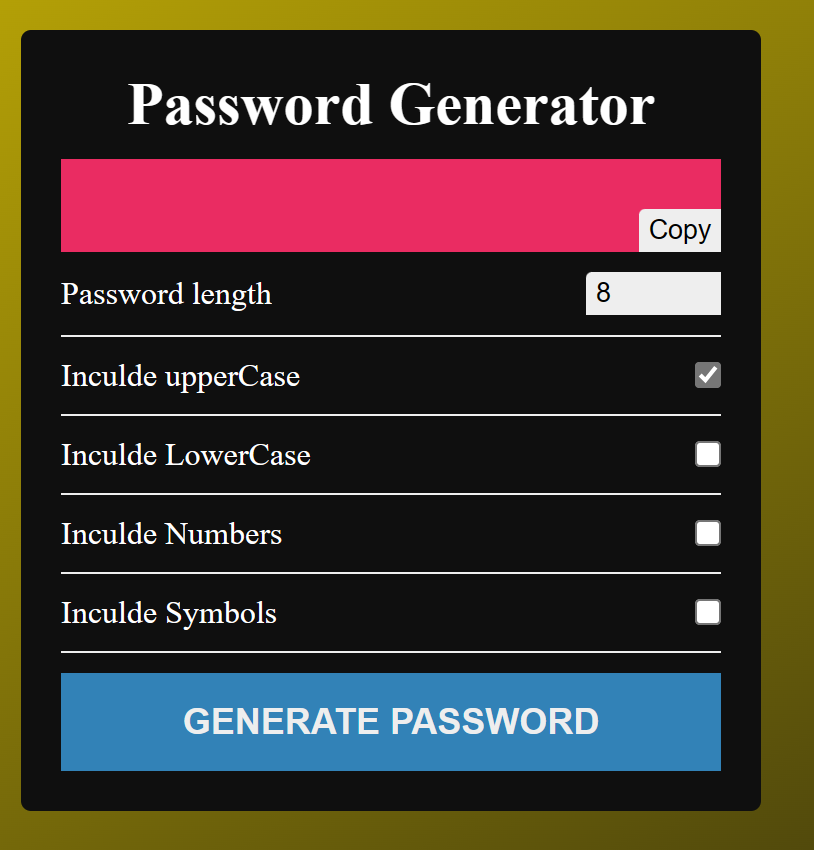 Password Generator
Copy
Password length
8
Inculde upperCase
Inculde LowerCase
Inculde Numbers
Inculde Symbols
GENERATE PASSWORD